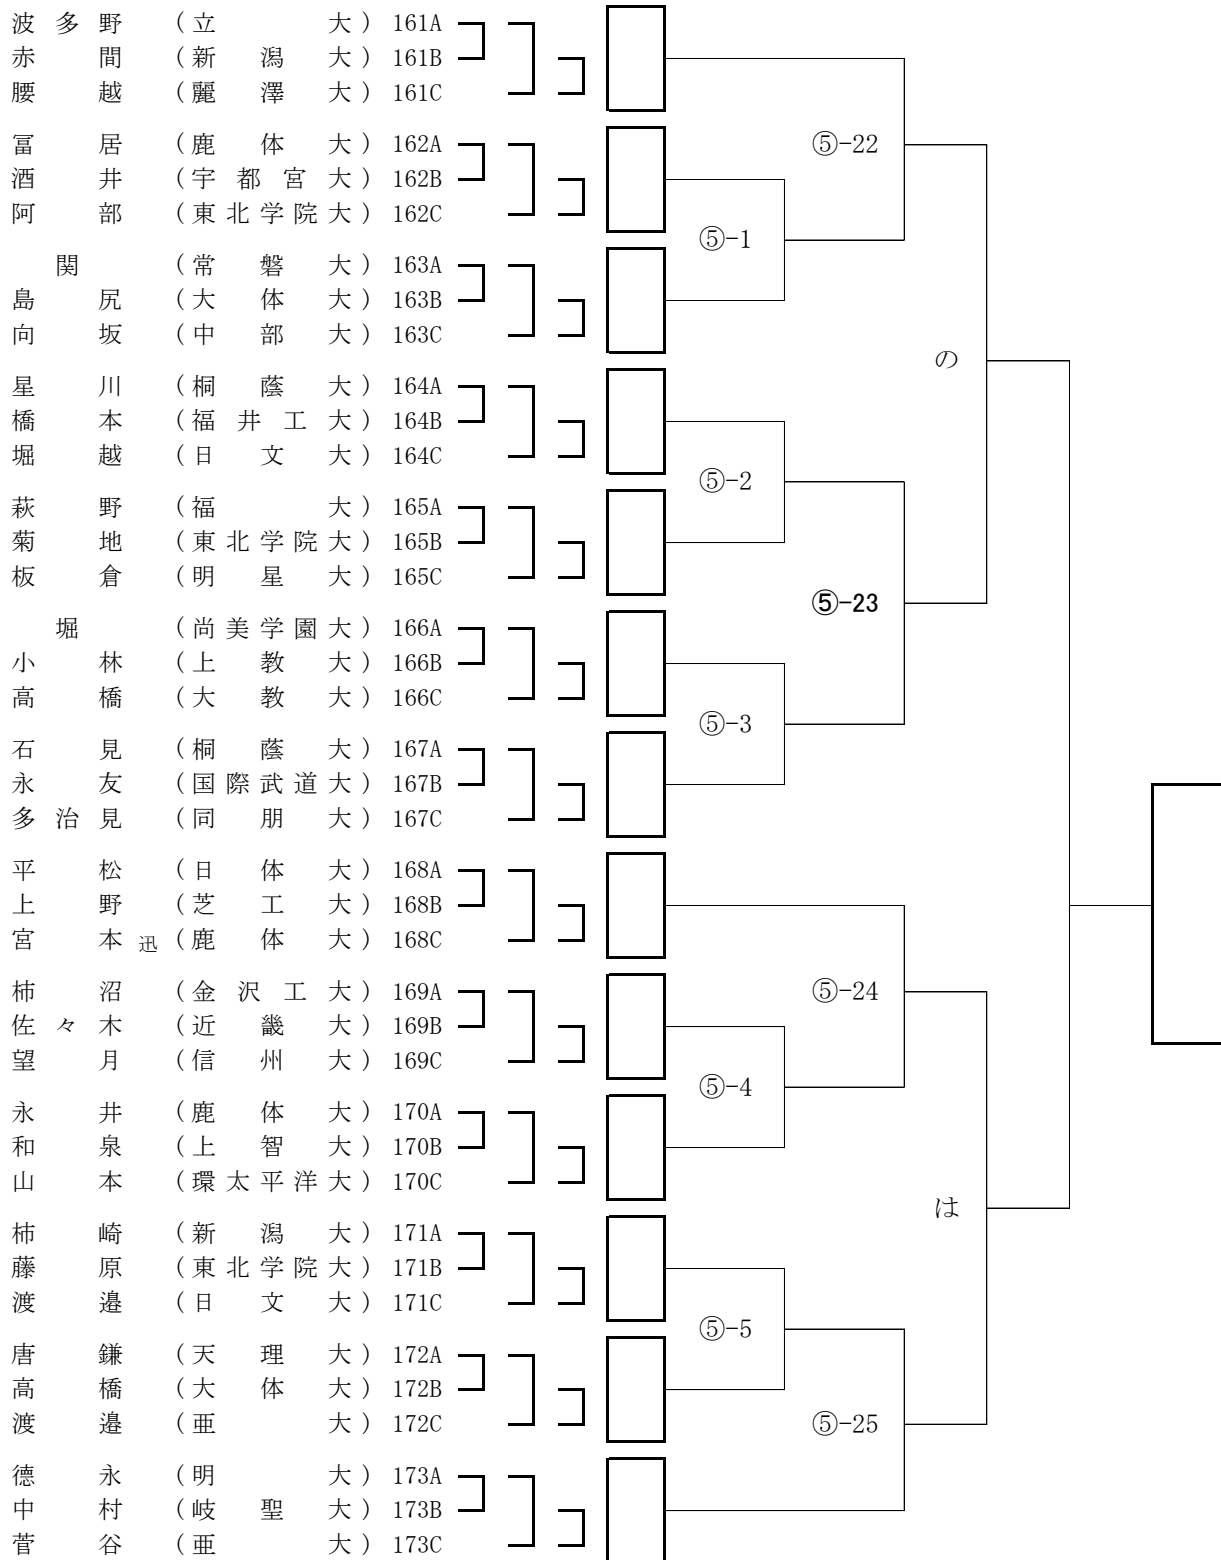 波多野 （立大） 161A
赤間 （新潟大） 161B
腰越 （麗澤大） 161C
冨居 （鹿体大） 162A
⑤-22
酒井 （宇都宮大） 162B
阿部 （東北学院大） 162C
⑤-1
関 （常磐大） 163A
島尻 （大体大） 163B
向坂 （中部大） 163C
の
星川 （桐蔭大） 164A
橋本 （福井工大） 164B
堀越 （日文大） 164C
⑤-2
萩野 （福大） 165A
菊地 （東北学院大） 165B
板倉 （明星大） 165C
⑤-23
堀 （尚美学園大） 166A
小林 （上教大） 166B
高橋 （大教大） 166C
⑤-3
石見 （桐蔭大） 167A
永友 （国際武道大） 167B
多治見 （同朋大） 167C
平松 （日体大） 168A
上野 （芝工大） 168B
宮本迅 （鹿体大） 168C
柿沼 （金沢工大） 169A
⑤-24
佐々木 （近畿大） 169B
望月 （信州大） 169C
⑤-4
永井 （鹿体大） 170A
和泉 （上智大） 170B
山本 （環太平洋大） 170C
は
柿崎 （新潟大） 171A
藤原 （東北学院大） 171B
渡邉 （日文大） 171C
⑤-5
唐鎌 （天理大） 172A
高橋 （大体大） 172B
渡邉 （亜大） 172C
⑤-25
德永 （明大） 173A
中村 （岐聖大） 173B
菅谷 （亜大） 173C